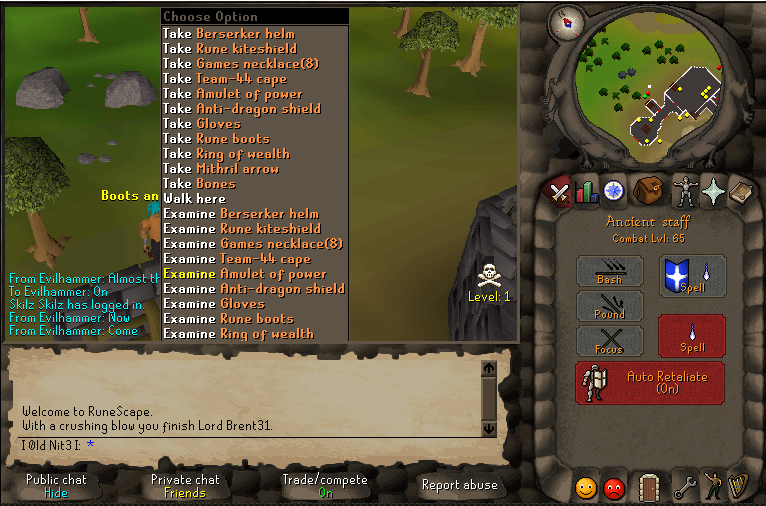 Choose Option
Take Berserker helm
Take Rune kiteshield
Take Games necklace(8)
Take Team-44 cape
Take Amulet of power
Take Anti-dragon shield
Take Gloves
Take Rune boots
Take Ring of wealth
Take Mithril arrow
Take Bones
Walk here
Examine Berserker helm
Examine Rune kiteshield
Examine Games necklace(8)
Examine Team-44 cape
Examine Amulet of power
Examine Anti-dragon shield
Examine Gloves
Examine Rune boots
Examine Ring of wealth
Boots an
From Evilhammer: Almost th
To Evilhammer: On
Skilz Skilz has logged in.
From Evilhammer: Now
From Evilhammer: Come
Level: 1
Ancient staff
Combat Lvl: 65
Bash
Spell
Pound
Focus
Spell
Auto Retaliate
(On)
Welcome to RuneScape.
With a crushing blow you finish Lord Brent31.
I 0ld Nit3 I: *
Public chat
Hide
Private chat
Friends
Trade/compete
On
Report abuse